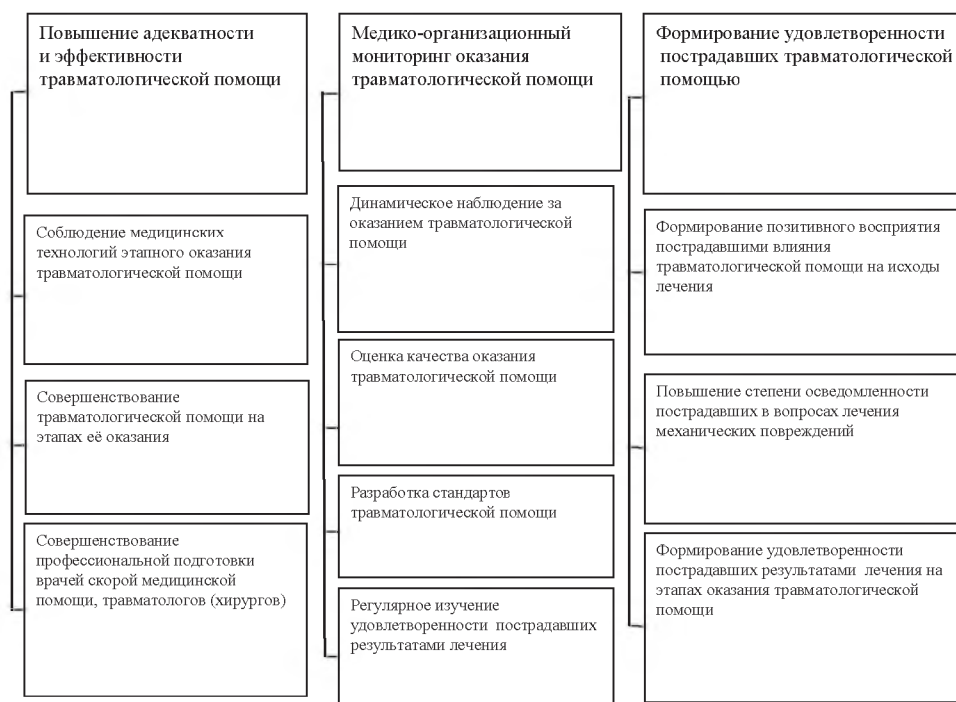 Повышение адекватности
и эффективности
травматологической помощи
Соблюдение медицинских
технологий этапного оказания
травматологической помощи
Совершенствование
травматологической помощи на
этапах её оказания
Совершенствование
профессиональной подготовки
врачей скорой медицинской
помощи, травматологов (хирургов)
Медико-организационный
мониторинг оказания
травматологической помощи
Динамическое наблюдение за
оказанием травматологической
помощи
Оценка качества оказания
травматологической помощи
Разработка стандартов
травматологической помощи
Регулярное изучение
удовлетворенности пострадавших
результатами лечения
Формирование удовлетворенности
пострадавших травматологической
помощью
Формирование позитивного восприятия
пострадавшими влияния
травматологической помощи на исходы
лечения
Повышение степени осведомленности
пострадавших в вопросах лечения
механических повреждений
Формирование удовлетворенности
пострадавших результатами лечения на
этапах оказания травматологической
помощи